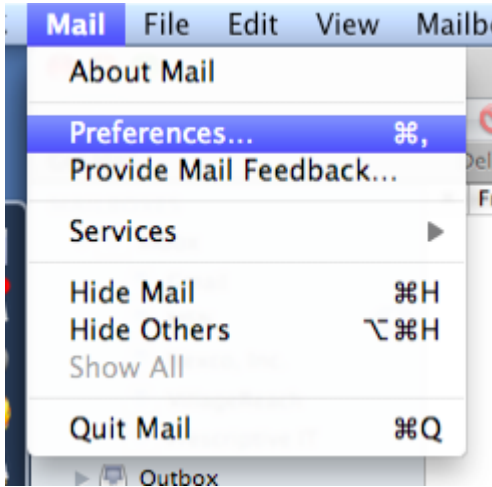 Mail File Edit View Mailb
About Mail
Preferences... ⌘,
Provide Mail Feedback...
Services
Hide Mail ⌘H
Hide Others ⌥⌘H
Show All
Quit Mail ⌘Q
Outbox